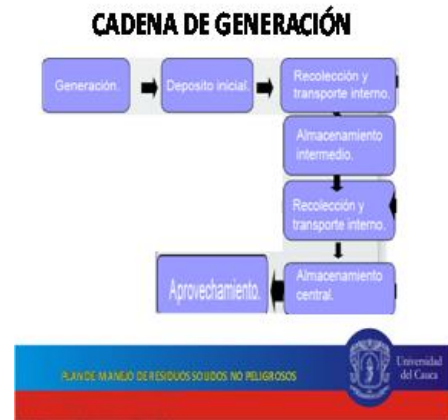 CADENA DE GENERACIÓN
Generación.
Deposito inicial.
Recolección y
transporte interno.
Almacenamiento
intermedio.
Recolección y
transporte interno.
Almacenamiento
central.
Aprovechamiento.
PLAN DE MANEJO DE RESIDUOS SOLIDOS NO PELIGROSOS
Universidad
del Cauca